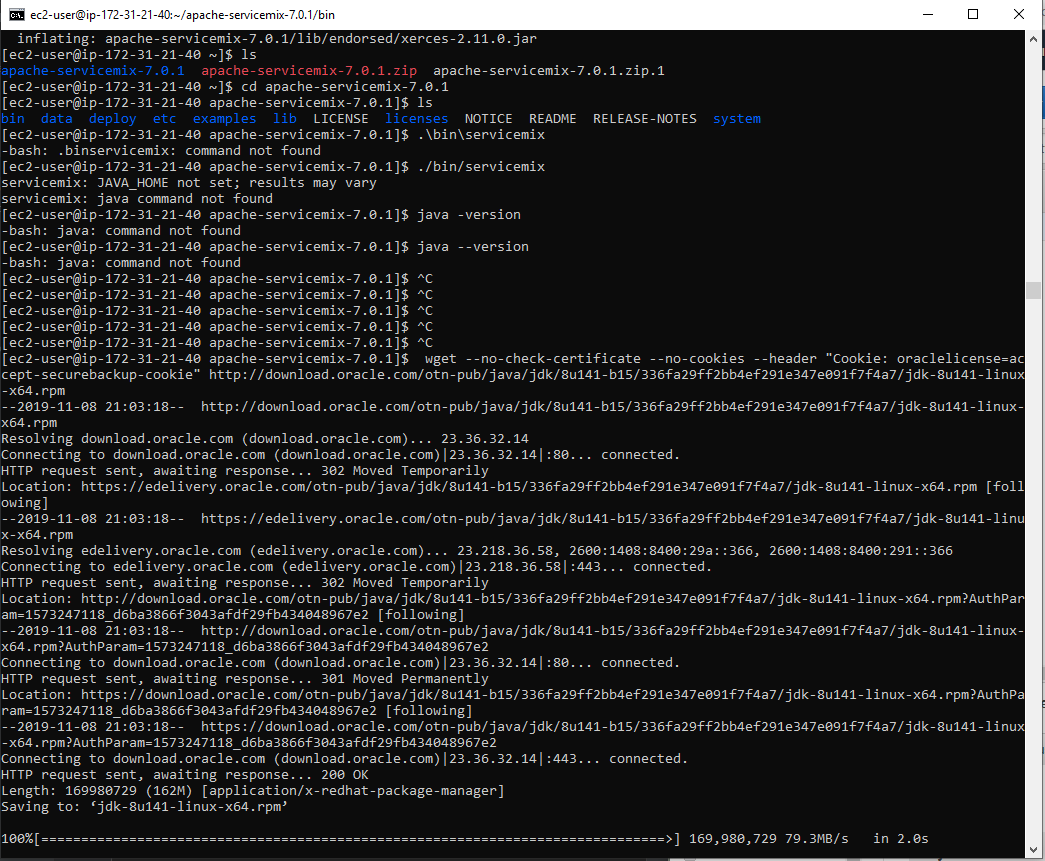 ec2-user@ip-172-31-21-40:~/apache-servicemix-7.0.1/bin
  inflating: apache-servicemix-7.0.1/lib/endorsed/xerces-2.11.0.jar
[ec2-user@ip-172-31-21-40 ~]$ ls
apache-servicemix-7.0.1  apache-servicemix-7.0.1.zip  apache-servicemix-7.0.1.zip.1
[ec2-user@ip-172-31-21-40 ~]$ cd apache-servicemix-7.0.1
[ec2-user@ip-172-31-21-40 apache-servicemix-7.0.1]$ ls
bin  data  deploy  etc  examples  lib  LICENSE  licenses  NOTICE  README  RELEASE-NOTES  system
[ec2-user@ip-172-31-21-40 apache-servicemix-7.0.1]$ .\bin\servicemix
-bash: .binservicemix: command not found
[ec2-user@ip-172-31-21-40 apache-servicemix-7.0.1]$ ./bin/servicemix
servicemix: JAVA_HOME not set; results may vary
servicemix: java command not found
[ec2-user@ip-172-31-21-40 apache-servicemix-7.0.1]$ java -version
-bash: java: command not found
[ec2-user@ip-172-31-21-40 apache-servicemix-7.0.1]$ java --version
-bash: java: command not found
[ec2-user@ip-172-31-21-40 apache-servicemix-7.0.1]$ ^C
[ec2-user@ip-172-31-21-40 apache-servicemix-7.0.1]$ ^C
[ec2-user@ip-172-31-21-40 apache-servicemix-7.0.1]$ ^C
[ec2-user@ip-172-31-21-40 apache-servicemix-7.0.1]$ ^C
[ec2-user@ip-172-31-21-40 apache-servicemix-7.0.1]$ ^C
[ec2-user@ip-172-31-21-40 apache-servicemix-7.0.1]$  wget --no-check-certificate --no-cookies --header "Cookie: oraclelicense=ac
cept-securebackup-cookie" http://download.oracle.com/otn-pub/java/jdk/8u141-b15/336fa29ff2bb4ef291e347e091f7f4a7/jdk-8u141-linux
-x64.rpm
--2019-11-08 21:03:18--  http://download.oracle.com/otn-pub/java/jdk/8u141-b15/336fa29ff2bb4ef291e347e091f7f4a7/jdk-8u141-linux-
x64.rpm
Resolving download.oracle.com (download.oracle.com)... 23.36.32.14
Connecting to download.oracle.com (download.oracle.com)|23.36.32.14|:80... connected.
HTTP request sent, awaiting response... 302 Moved Temporarily
Location: https://edelivery.oracle.com/otn-pub/java/jdk/8u141-b15/336fa29ff2bb4ef291e347e091f7f4a7/jdk-8u141-linux-x64.rpm [foll
owing]
--2019-11-08 21:03:18--  https://edelivery.oracle.com/otn-pub/java/jdk/8u141-b15/336fa29ff2bb4ef291e347e091f7f4a7/jdk-8u141-linu
x-x64.rpm
Resolving edelivery.oracle.com (edelivery.oracle.com)... 23.218.36.58, 2600:1408:8400:29a::366, 2600:1408:8400:291::366
Connecting to edelivery.oracle.com (edelivery.oracle.com)|23.218.36.58|:443... connected.
HTTP request sent, awaiting response... 302 Moved Temporarily
Location: http://download.oracle.com/otn-pub/java/jdk/8u141-b15/336fa29ff2bb4ef291e347e091f7f4a7/jdk-8u141-linux-x64.rpm?AuthPar
am=1573247118_d6ba3866f3043afdf29fb434048967e2 [following]
--2019-11-08 21:03:18--  http://download.oracle.com/otn-pub/java/jdk/8u141-b15/336fa29ff2bb4ef291e347e091f7f4a7/jdk-8u141-linux-
x64.rpm?AuthParam=1573247118_d6ba3866f3043afdf29fb434048967e2
Connecting to download.oracle.com (download.oracle.com)|23.36.32.14|:80... connected.
HTTP request sent, awaiting response... 301 Moved Permanently
Location: https://download.oracle.com/otn-pub/java/jdk/8u141-b15/336fa29ff2bb4ef291e347e091f7f4a7/jdk-8u141-linux-x64.rpm?AuthPa
ram=1573247118_d6ba3866f3043afdf29fb434048967e2 [following]
--2019-11-08 21:03:18--  https://download.oracle.com/otn-pub/java/jdk/8u141-b15/336fa29ff2bb4ef291e347e091f7f4a7/jdk-8u141-linux
-x64.rpm?AuthParam=1573247118_d6ba3866f3043afdf29fb434048967e2
Connecting to download.oracle.com (download.oracle.com)|23.36.32.14|:443... connected.
HTTP request sent, awaiting response... 200 OK
Length: 169980729 (162M) [application/x-redhat-package-manager]
Saving to: ‘jdk-8u141-linux-x64.rpm’
100%[==============================================================================>] 169,980,729 79.3MB/s   in 2.0s